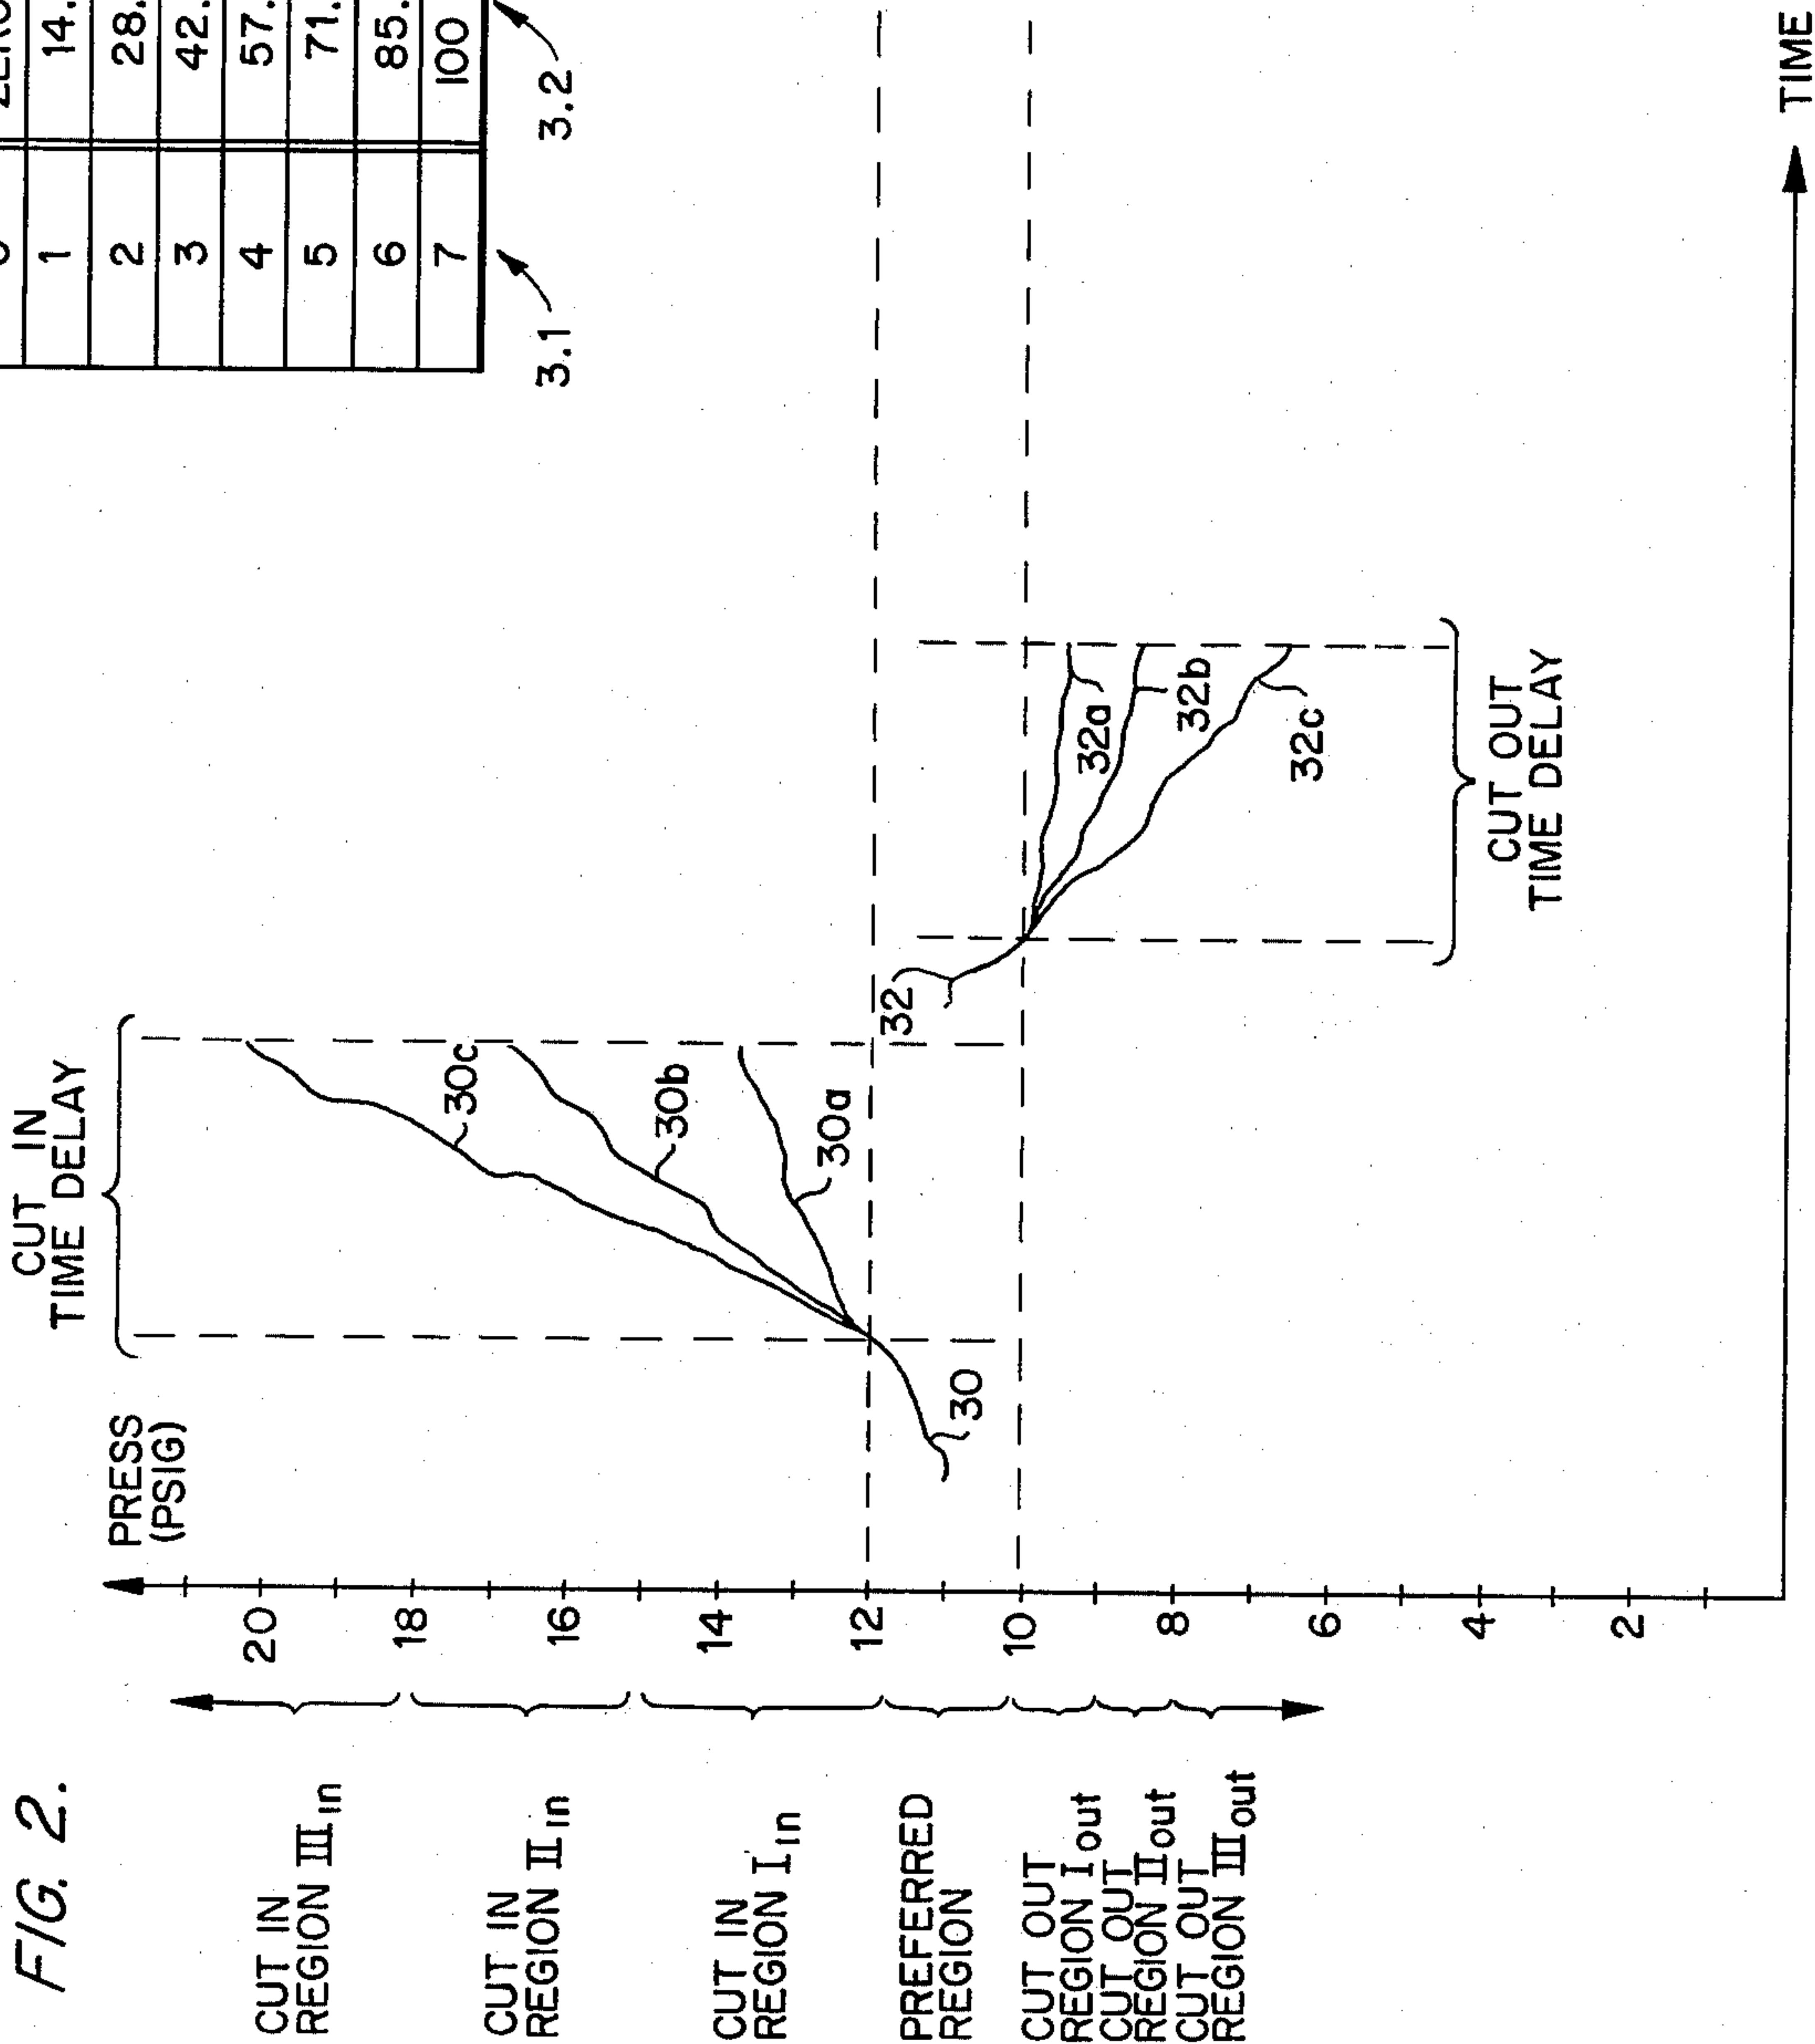 FIG. 2.
CUT IN
TIME DELAY
PRESS
(PSIG)
20
18
16
14
12
10
8
6
4
2
CUT IN
REGION III in
CUT IN
REGION II in
CUT IN
REGION I in
PREFERRED
REGION
CUT OUT
REGION I out
CUT OUT
REGION II out
CUT OUT
REGION III out
30
30a
30b
30c
32
32a
32b
32c
CUT OUT
TIME DELAY
TIME
1 14.
2 28.
3 42.
4 57.
5 71.
6 85.
7 100
3.1
3.2